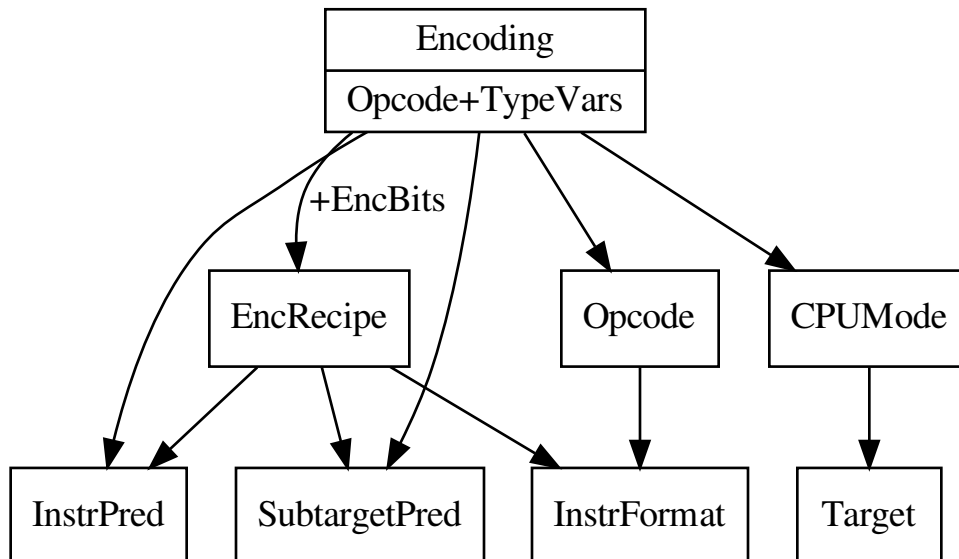 Encoding
Opcode+TypeVars
+EncBits
EncRecipe
Opcode
CPUMode
InstrPred
SubtargetPred
InstrFormat
Target